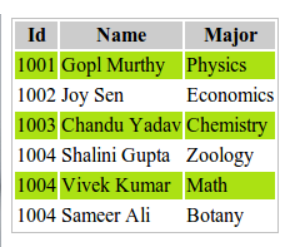 Id Name Major
1001 Gopl Murthy Physics
1002 Joy Sen Economics
1003 Chandu Yadav Chemistry
1004 Shalini Gupta Zoology
1004 Vivek Kumar Math
1004 Sameer Ali Botany